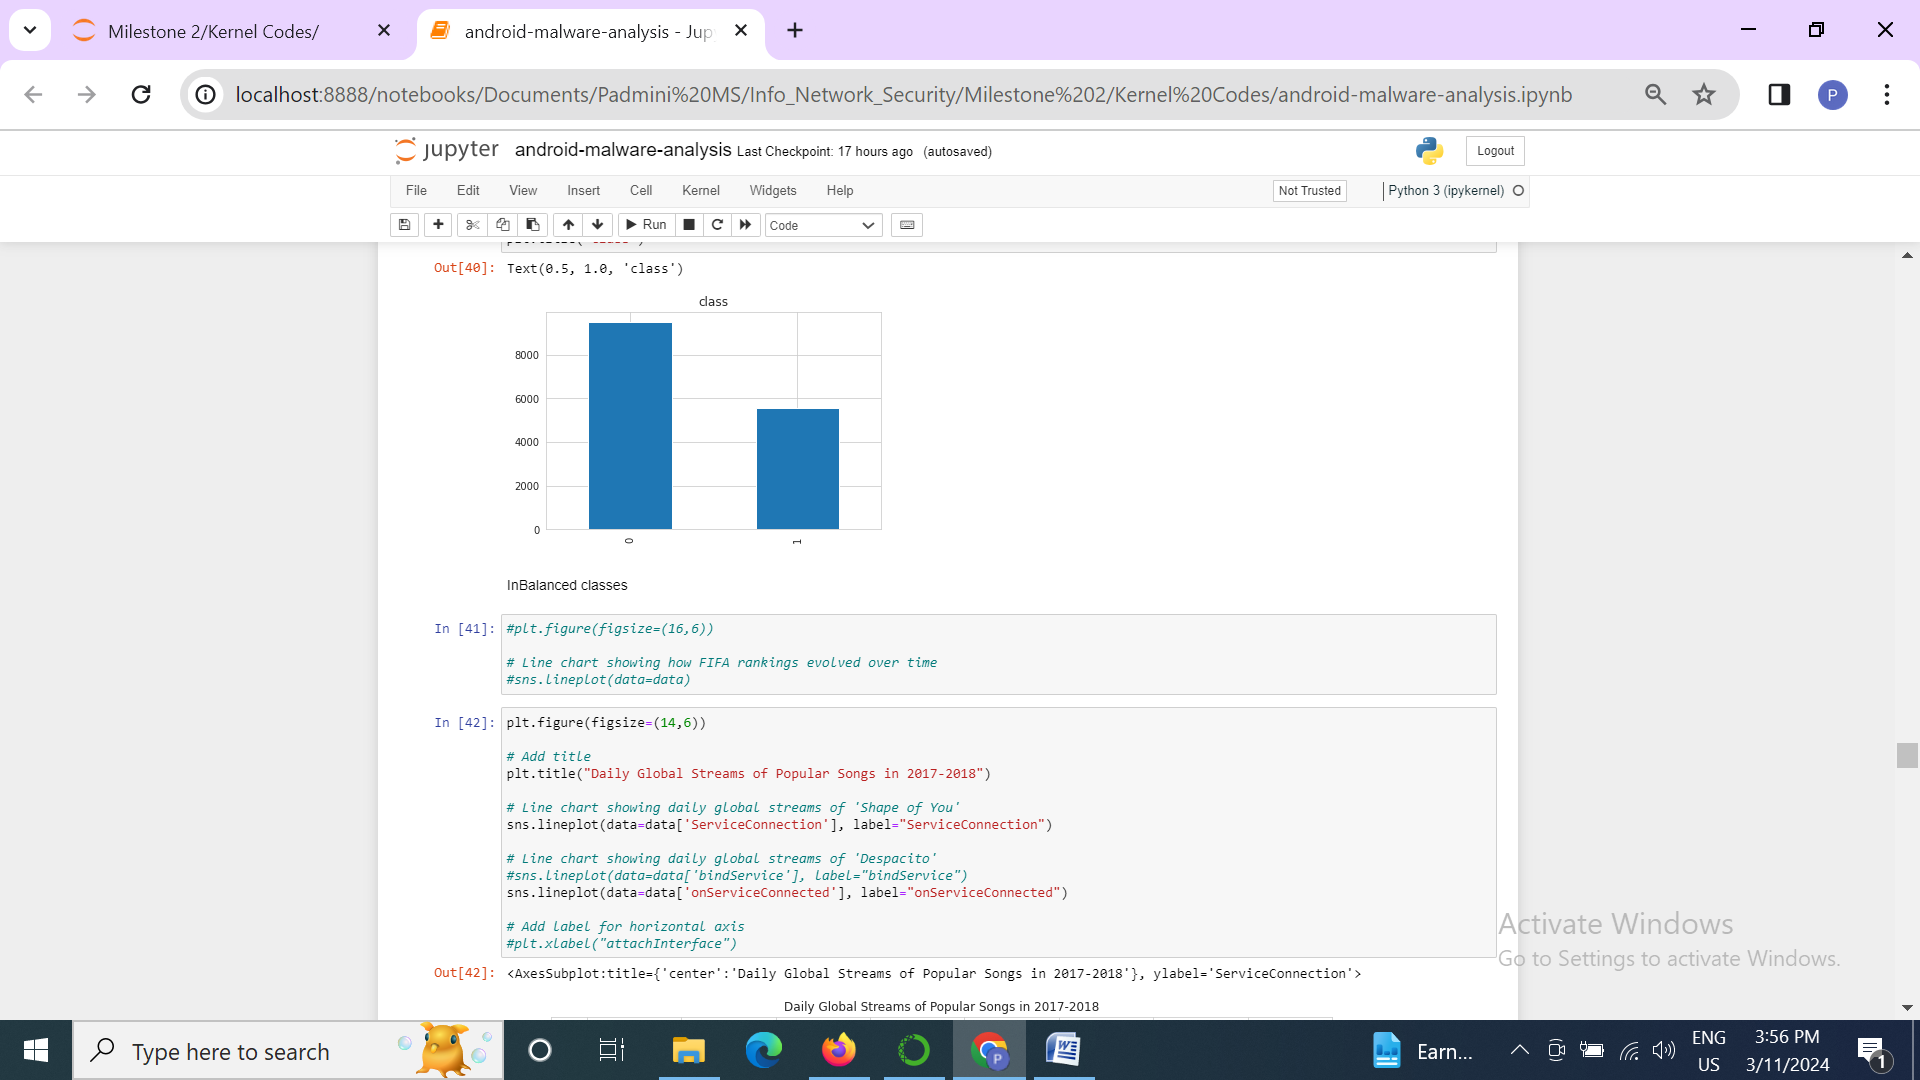 Milestone 2/Kernel Codes/
android-malware-analysis - Jup
localhost:8888/notebooks/Documents/Padmini%20MS/Info_Network_Security/Milestone%202/Kernel%20Codes/android-malware-analysis.ipynb
P
jupyter android-malware-analysis Last Checkpoint: 17 hours ago (autosaved)
Logout
File Edit View Insert Cell Kernel Widgets Help
Not Trusted
Python 3 (ipykernel)
Run
Code
Out[40]: Text(0.5, 1.0, 'class')
class
8000
6000
4000
2000
0
0 1
InBalanced classes
In [41]: #plt.figure(figsize=(16,6))
# Line chart showing how FIFA rankings evolved over time
#sns.lineplot(data=data)
In [42]: plt.figure(figsize=(14,6))
# Add title
plt.title("Daily Global Streams of Popular Songs in 2017-2018")
# Line chart showing daily global streams of 'Shape of You'
sns.lineplot(data=data['ServiceConnection'], label="ServiceConnection")
# Line chart showing daily global streams of 'Despacito'
#sns.lineplot(data=data['bindService'], label="bindService")
sns.lineplot(data=data['onServiceConnected'], label="onServiceConnected")
# Add label for horizontal axis
#plt.xlabel("attachInterface")
Out[42]: <AxesSubplot:title={'center':'Daily Global Streams of Popular Songs in 2017-2018'}, ylabel='ServiceConnection'>
Daily Global Streams of Popular Songs in 2017-2018
Activate Windows
Go to Settings to activate Windows.
Type here to search
P
Earn...
ENG
US
3:56 PM
3/11/2024
1